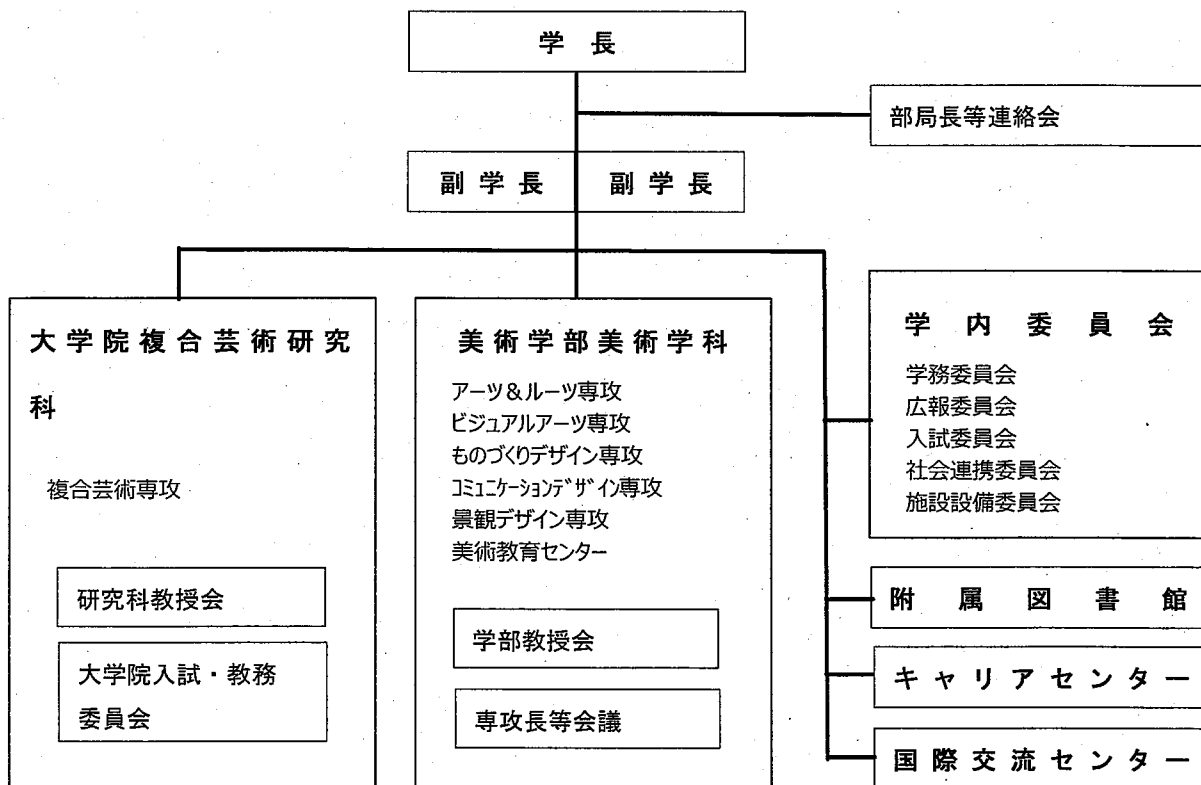 学長
部局長等連絡会
副学長 副学長
大学院複合芸術研究
科
複合芸術専攻
研究科教授会
大学院入試・教務
委員会
美術学部美術学科
アーツ&ルーツ専攻
ビジュアルアーツ専攻
ものづくりデザイン専攻
コミュニケーションデザイン専攻
景観デザイン専攻
美術教育センター
学部教授会
専攻長等会議
学内委員会
学務委員会
広報委員会
入試委員会
社会連携委員会
施設設備委員会
附属図書館
キャリアセンター
国際交流センター